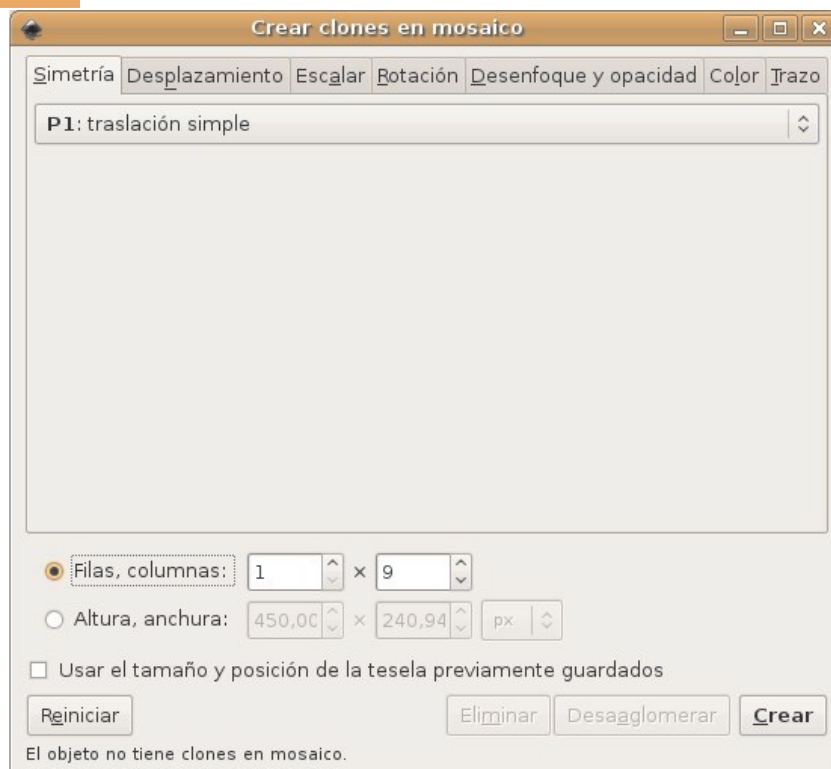 Crear clones en mosaico
Simetría Desplazamiento Escalar Rotación Desenfoque y opacidad Color Trazo
P1: traslación simple
Filas, columnas: 1 × 9
Altura, anchura: 450,00 × 240,94 px
Usar el tamaño y posición de la tesela previamente guardados
Reiniciar Eliminar Desaaglomerar Crear
El objeto no tiene clones en mosaico.